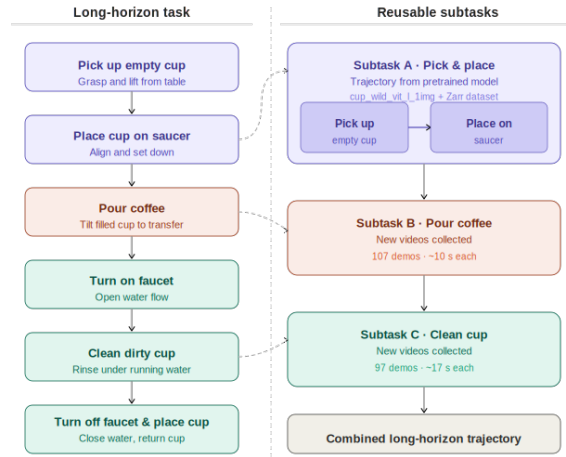 Long-horizon task
Pick up empty cup
Grasp and lift from table
Place cup on saucer
Align and set down
Pour coffee
Tilt filled cup to transfer
Turn on faucet
Open water flow
Clean dirty cup
Rinse under running water
Turn off faucet & place cup
Close water, return cup
Reusable subtasks
Subtask A · Pick & place
Trajectory from pretrained model
cup_wild_vit_l_1img + Zarr dataset
Pick up
empty cup
Place on
saucer
Subtask B · Pour coffee
New videos collected
107 demos · ~10 s each
Subtask C · Clean cup
New videos collected
97 demos · ~17 s each
Combined long-horizon trajectory